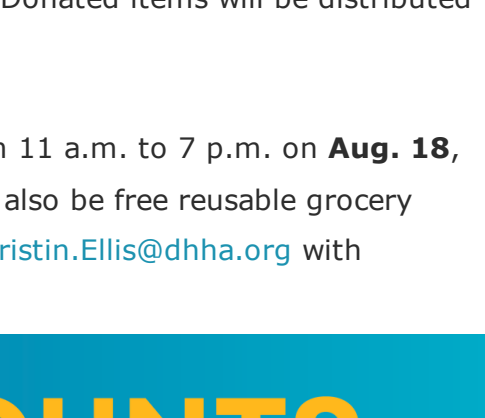 Donated items will be distributed
11 a.m. to 7 p.m. on Aug. 18,
also be free reusable grocery
ristin.Ellis@dhha.org with
OUNTS